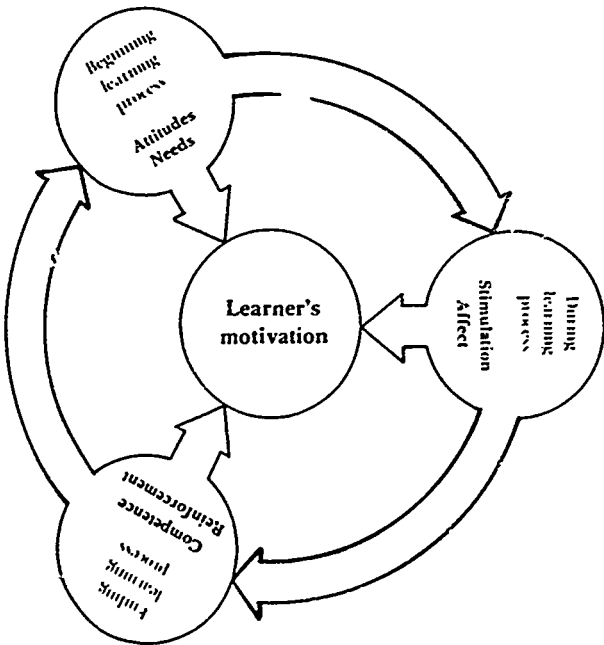 Beginning
learning
process
Attitudes
Needs
During
learning
process
Stimulation
Affect
Learner's
motivation
Ending
learning
process
Competence
Reinforcement